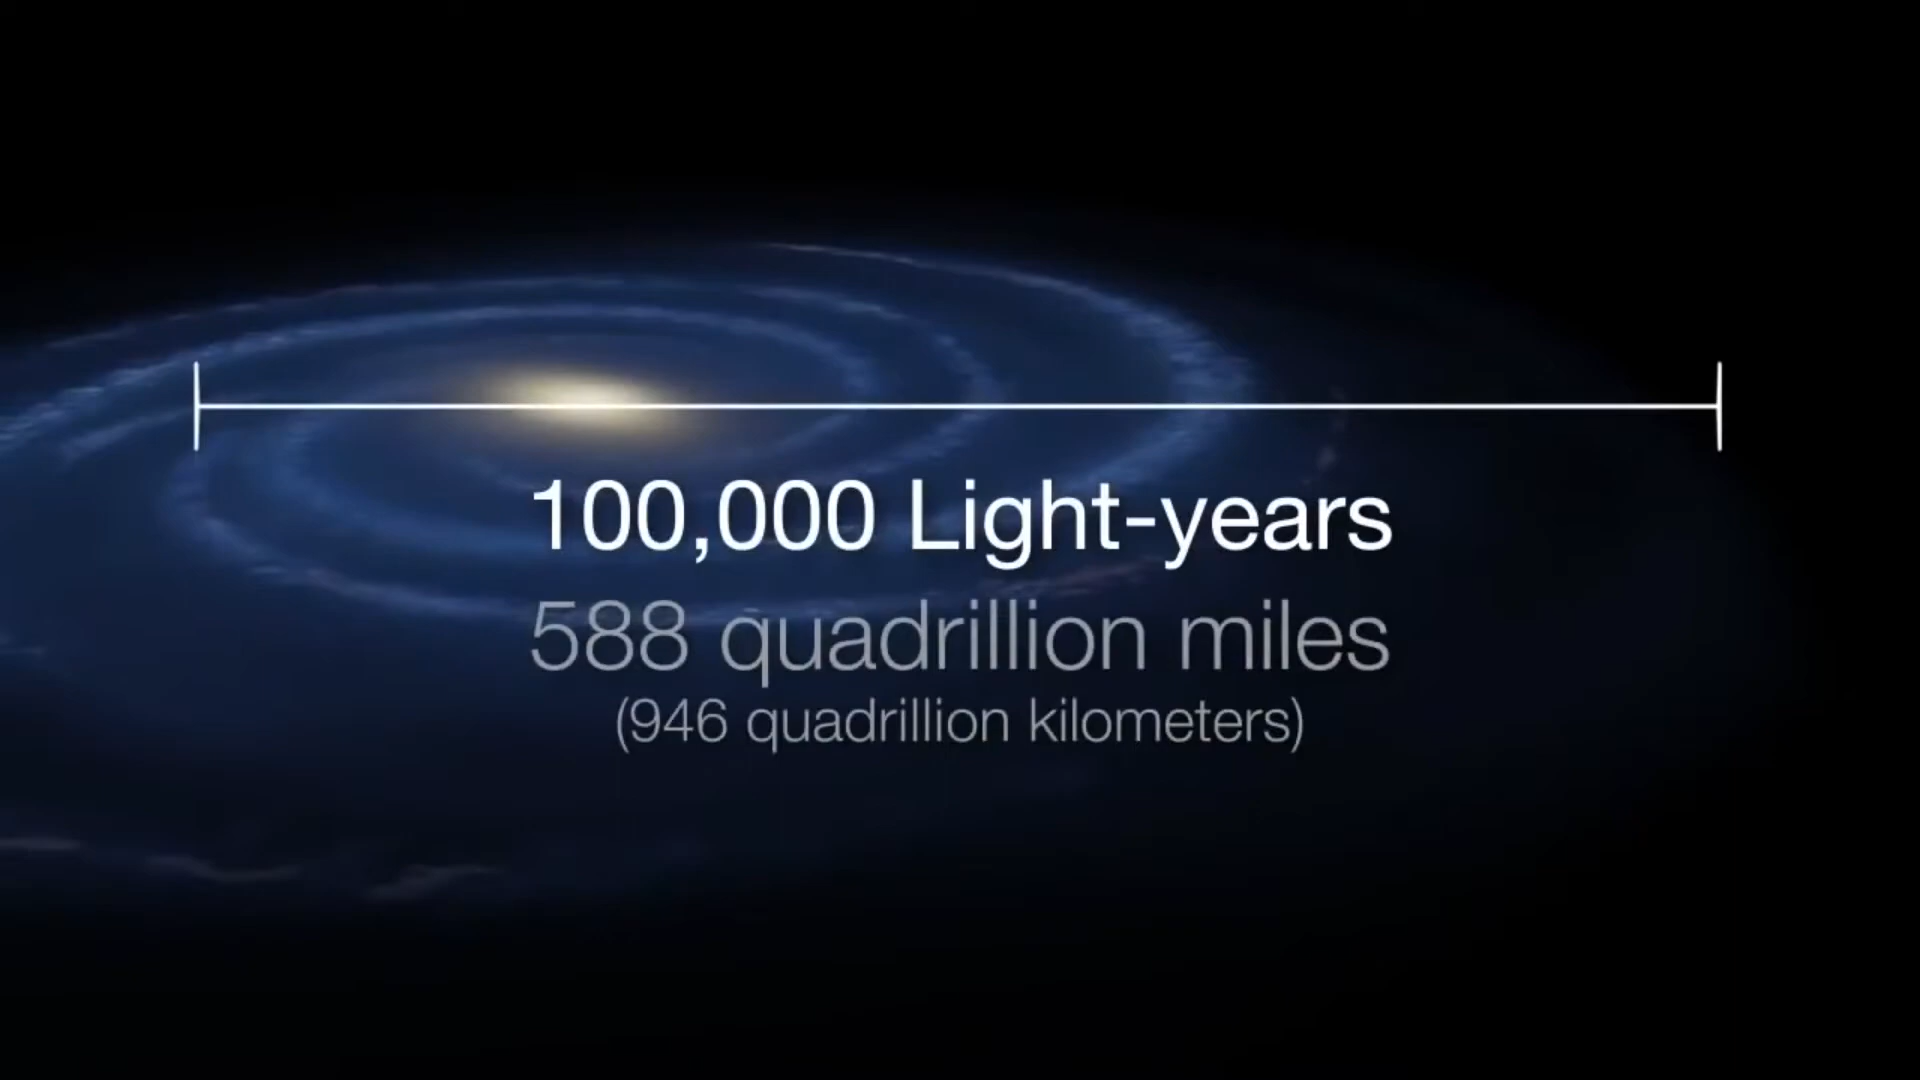 100,000 Light-years
588 quadrillion miles
(946 quadrillion kilometers)